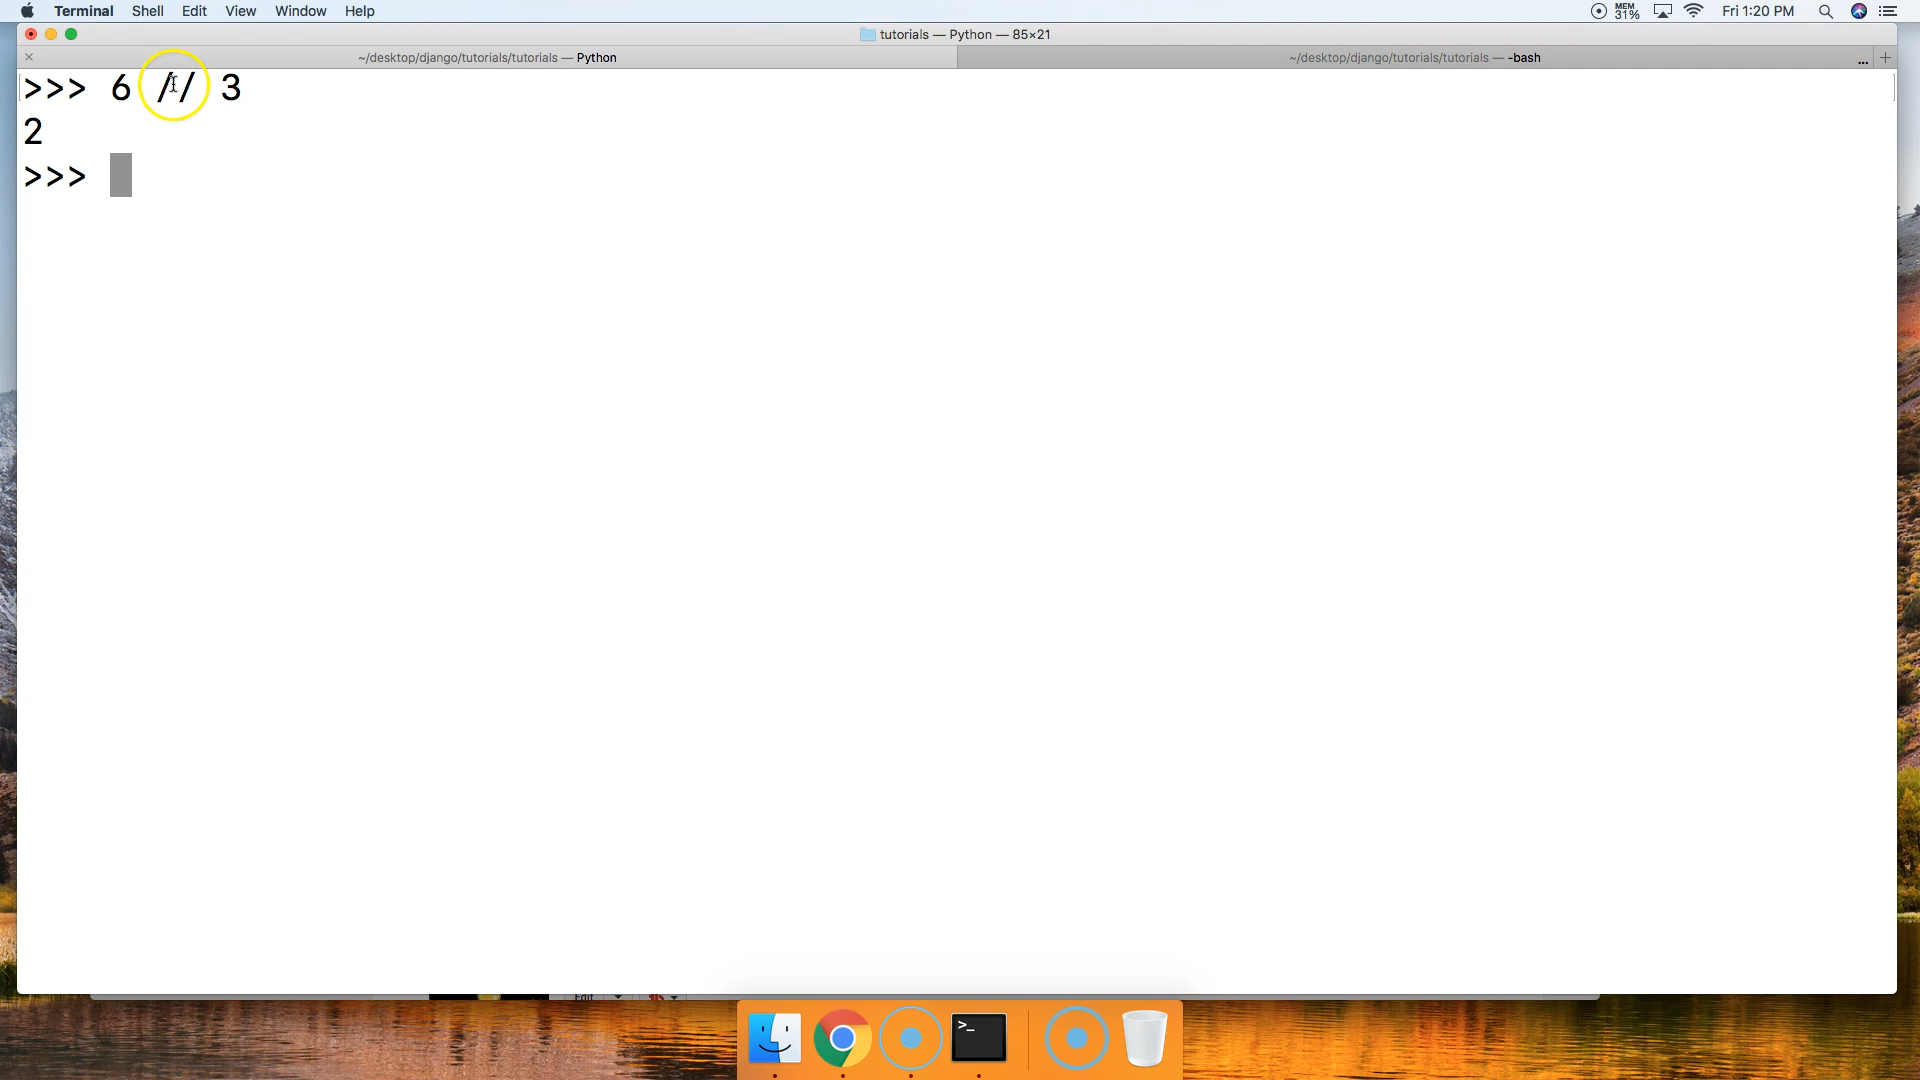 Terminal Shell Edit View Window Help MEM 31% Fri 1:20 PM
tutorials — Python — 85×21
~/desktop/django/tutorials/tutorials — Python ~/desktop/django/tutorials/tutorials — -bash ... +
>>> 6 // 3
2
>>>
Edit
>_